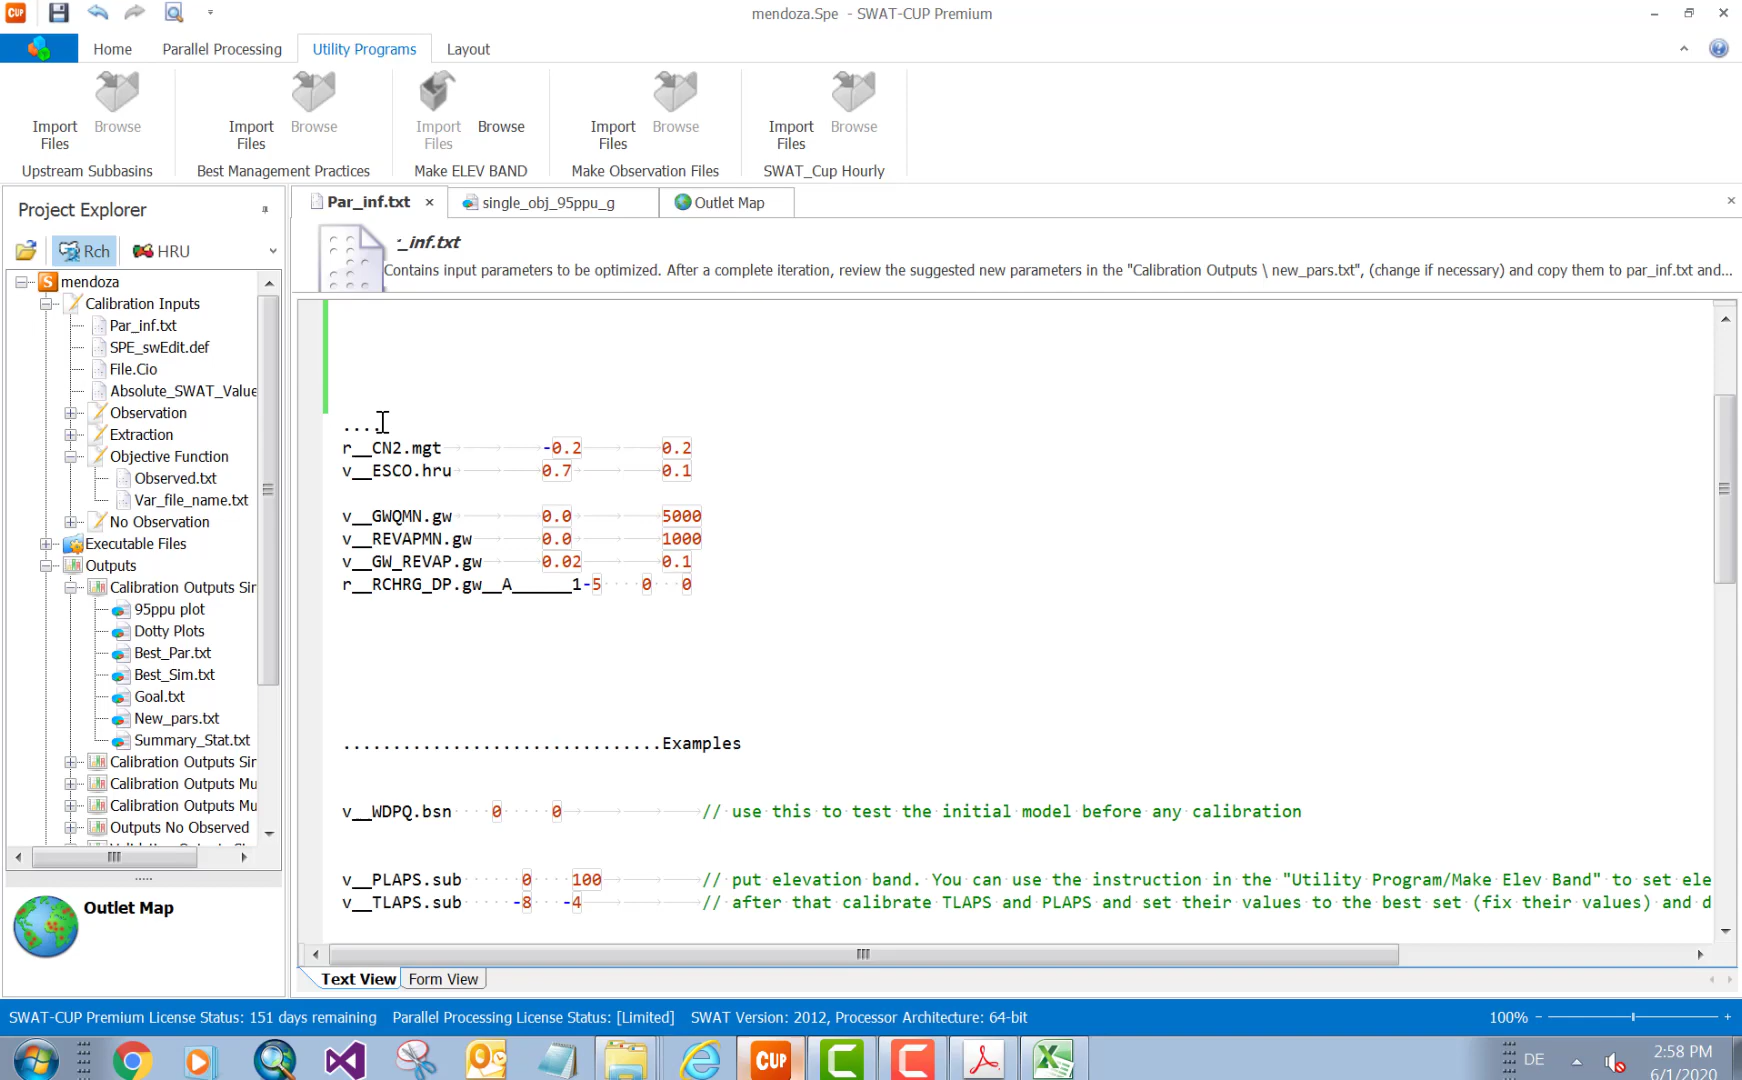 CUP
mendoza.Spe - SWAT-CUP Premium
Home
Parallel Processing
Utility Programs
Layout
Import Files
Browse
Import Files
Browse
Import Files
Browse
Import Files
Browse
Import Files
Browse
Upstream Subbasins
Best Management Practices
Make ELEV BAND
Make Observation Files
SWAT_Cup Hourly
Project Explorer
Rch
HRU
mendoza
Calibration Inputs
Par_inf.txt
SPE_swEdit.def
File.Cio
Absolute_SWAT_Value
Observation
Extraction
Objective Function
Observed.txt
Var_file_name.txt
No Observation
Executable Files
Outputs
Calibration Outputs Sir
95ppu plot
Dotty Plots
Best_Par.txt
Best_Sim.txt
Goal.txt
New_pars.txt
Summary_Stat.txt
Calibration Outputs Sir
Calibration Outputs Mu
Calibration Outputs Mu
Outputs No Observed
Outlet Map
Par_inf.txt
single_obj_95ppu_g
Outlet Map
_inf.txt
Contains input parameters to be optimized. After a complete iteration, review the suggested new parameters in the "Calibration Outputs \ new_pars.txt", (change if necessary) and copy them to par_inf.txt and...
....
r__CN2.mgt -0.2 0.2
v__ESCO.hru 0.7 0.1
v__GWQMN.gw 0.0 5000
v__REVAPMN.gw 0.0 1000
v__GW_REVAP.gw 0.02 0.1
r__RCHRG_DP.gw__A______1-5 0 0
................................Examples
v__WDPQ.bsn 0 0 // use this to test the initial model before any calibration
v__PLAPS.sub 0 100 // put elevation band. You can use the instruction in the "Utility Program/Make Elev Band" to set ele
v__TLAPS.sub -8 -4 // after that calibrate TLAPS and PLAPS and set their values to the best set (fix their values) and d
Text View
Form View
SWAT-CUP Premium License Status: 151 days remaining Parallel Processing License Status: [Limited] SWAT Version: 2012, Processor Architecture: 64-bit
100%
CUP
DE
2:58 PM
6/1/2020